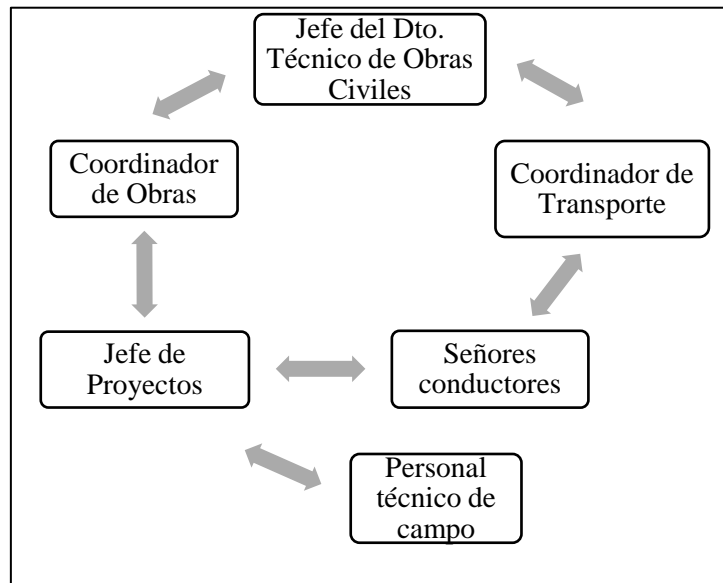 Jefe del Dto.
Técnico de Obras
Civiles
Coordinador
de Obras
Coordinador de
Transporte
Jefe de
Proyectos
Señores
conductores
Personal
técnico de
campo